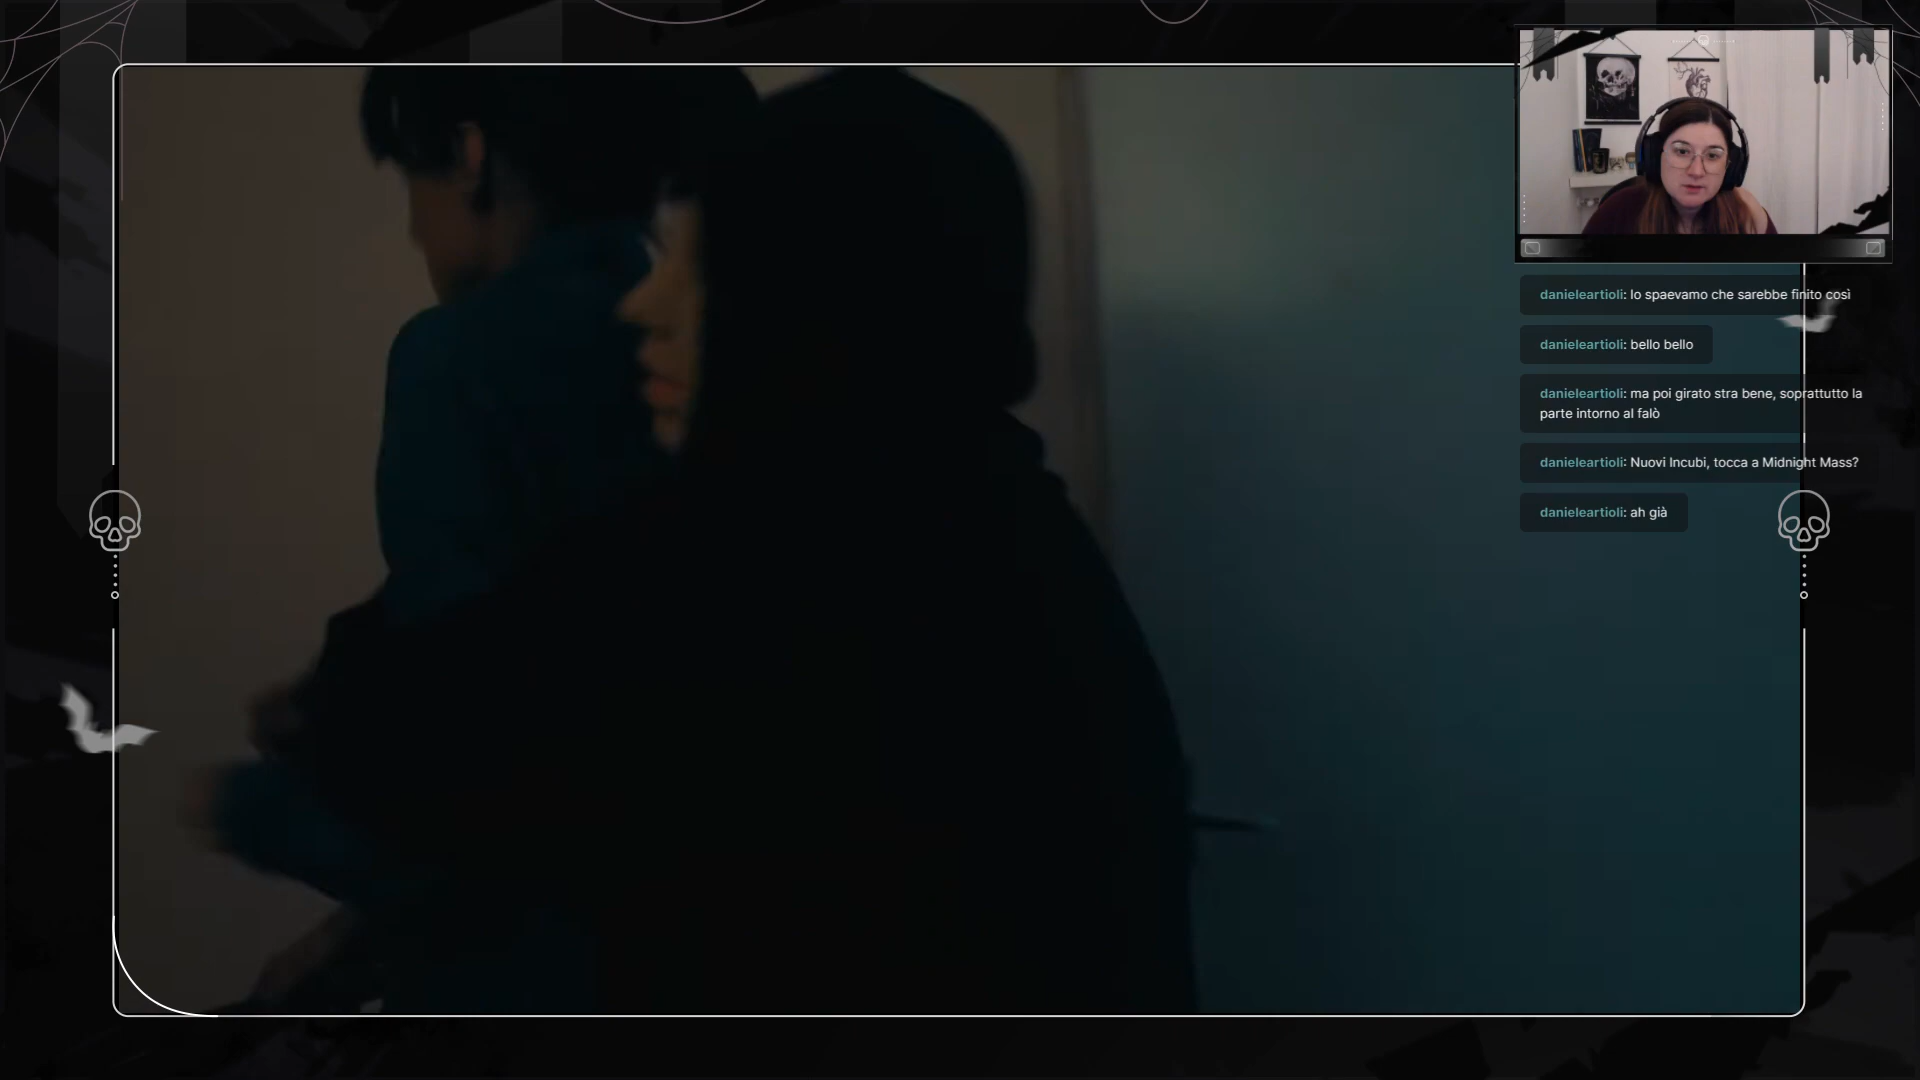 danieleartioli: lo spaevamo che sarebbe finito così
danieleartioli: bello bello
danieleartioli: ma poi girato stra bene, soprattutto la
parte intorno al falò
danieleartioli: Nuovi Incubi, tocca a Midnight Mass?
danieleartioli: ah già